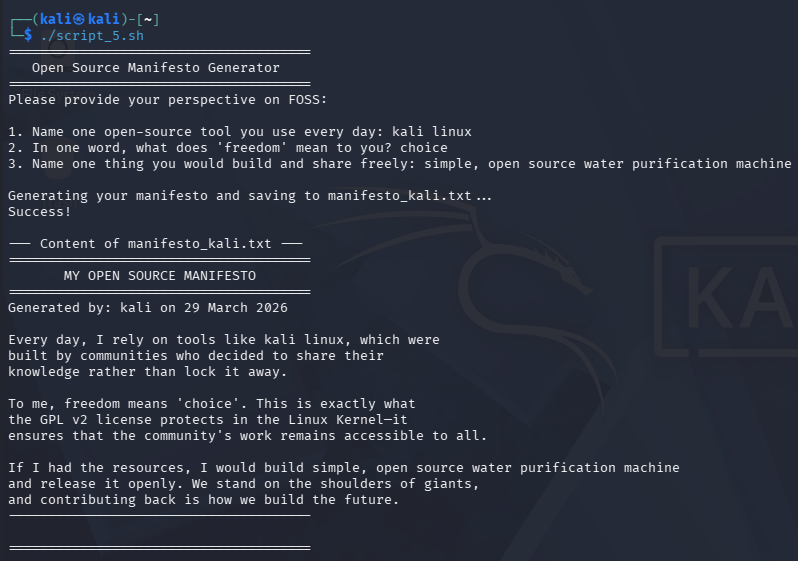 ┌──(kali㉿kali)-[~]
└─$ ./script_5.sh
======================================
Open Source Manifesto Generator
======================================
Please provide your perspective on FOSS:
1. Name one open-source tool you use every day: kali linux
2. In one word, what does 'freedom' mean to you? choice
3. Name one thing you would build and share freely: simple, open source water purification machine
Generating your manifesto and saving to manifesto_kali.txt...
Success!
--- Content of manifesto_kali.txt ---
======================================
MY OPEN SOURCE MANIFESTO
======================================
Generated by: kali on 29 March 2026
Every day, I rely on tools like kali linux, which were
built by communities who decided to share their
knowledge rather than lock it away.
To me, freedom means 'choice'. This is exactly what
the GPL v2 license protects in the Linux Kernel—it
ensures that the community's work remains accessible to all.
If I had the resources, I would build simple, open source water purification machine
and release it openly. We stand on the shoulders of giants,
and contributing back is how we build the future.
--------------------------------------
======================================
KA